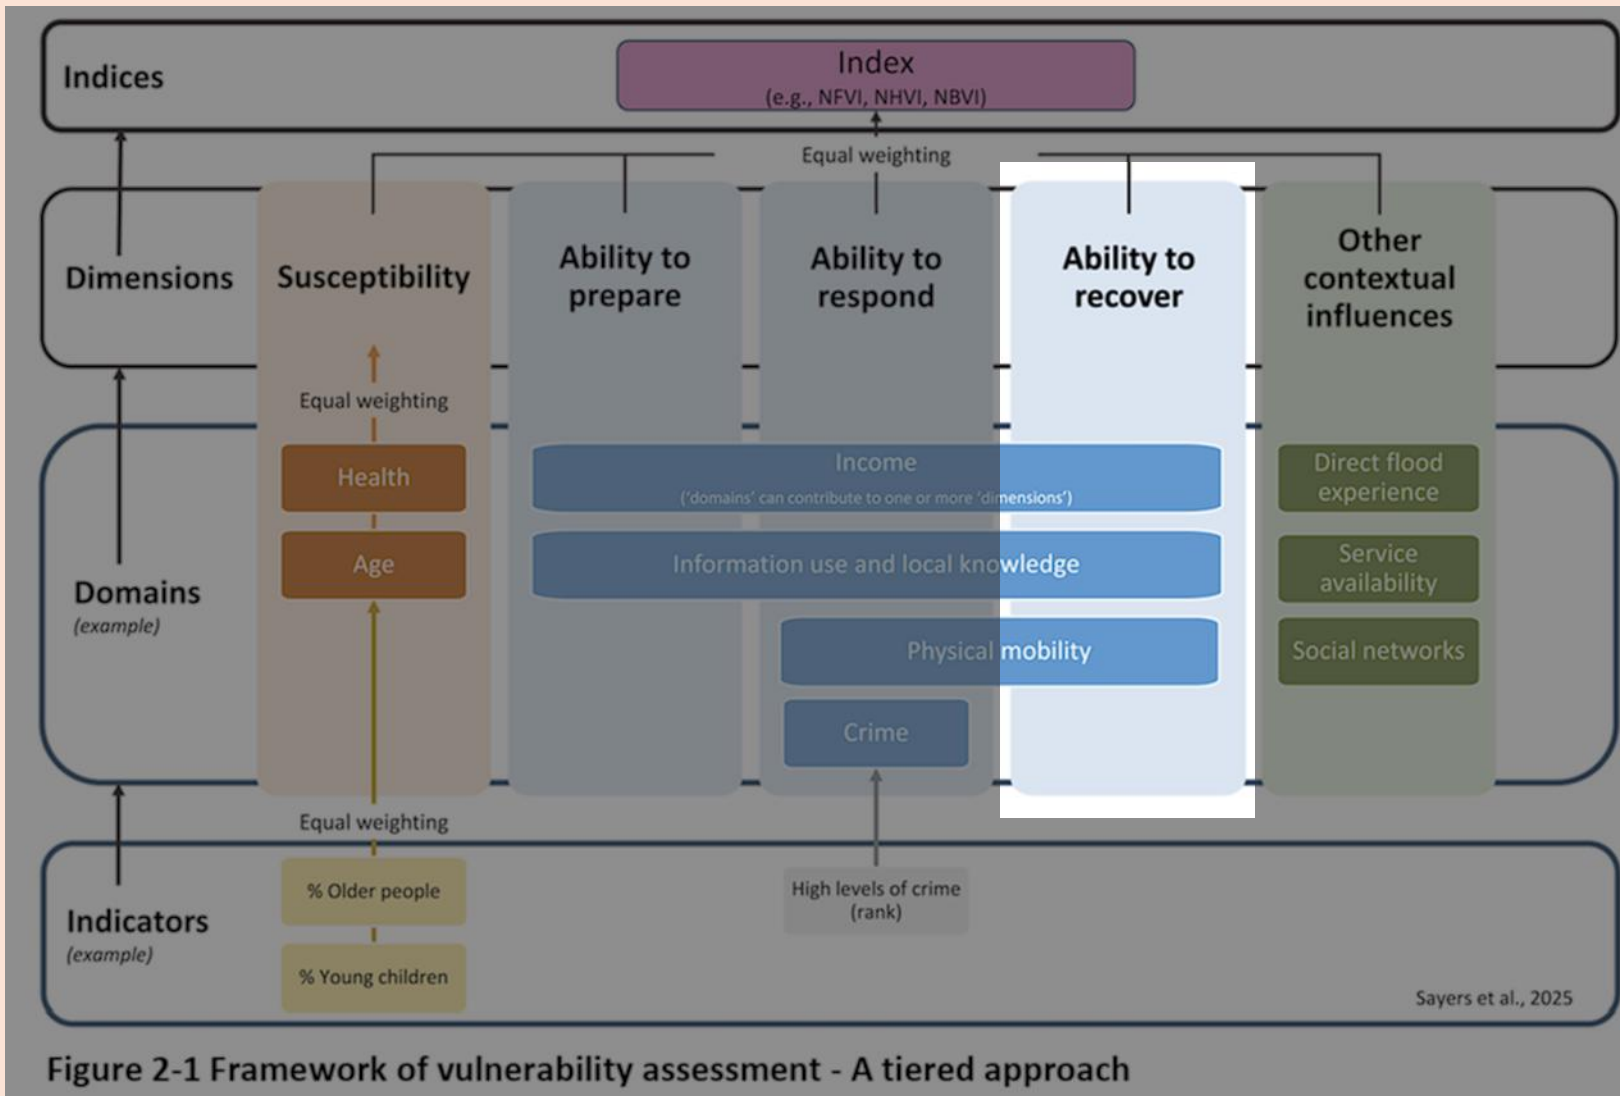 Indices
Index
(e.g., NFVI, NHVI, NBVI)
Equal weighting
Dimensions
Susceptibility
Ability to
prepare
Ability to
respond
Ability to
recover
Other
contextual
influences
Equal weighting
Domains
(example)
Health
Age
Income
('domains' can contribute to one or more 'dimensions')
Information use and local knowledge
Physical mobility
Crime
Direct flood
experience
Service
availability
Social networks
Equal weighting
Indicators
(example)
% Older people
% Young children
High levels of crime
(rank)
Sayers et al., 2025
Figure 2-1 Framework of vulnerability assessment - A tiered approach